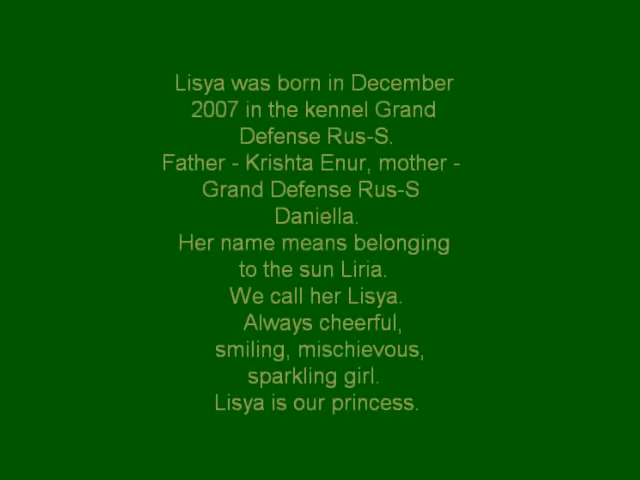 Lisya was born in December
2007 in the kennel Grand
Defense Rus-S.
Father - Krishta Enur, mother -
Grand Defense Rus-S
Daniella.
Her name means belonging
to the sun Liria.
We call her Lisya.
Always cheerful,
smiling, mischievous,
sparkling girl.
Lisya is our princess.